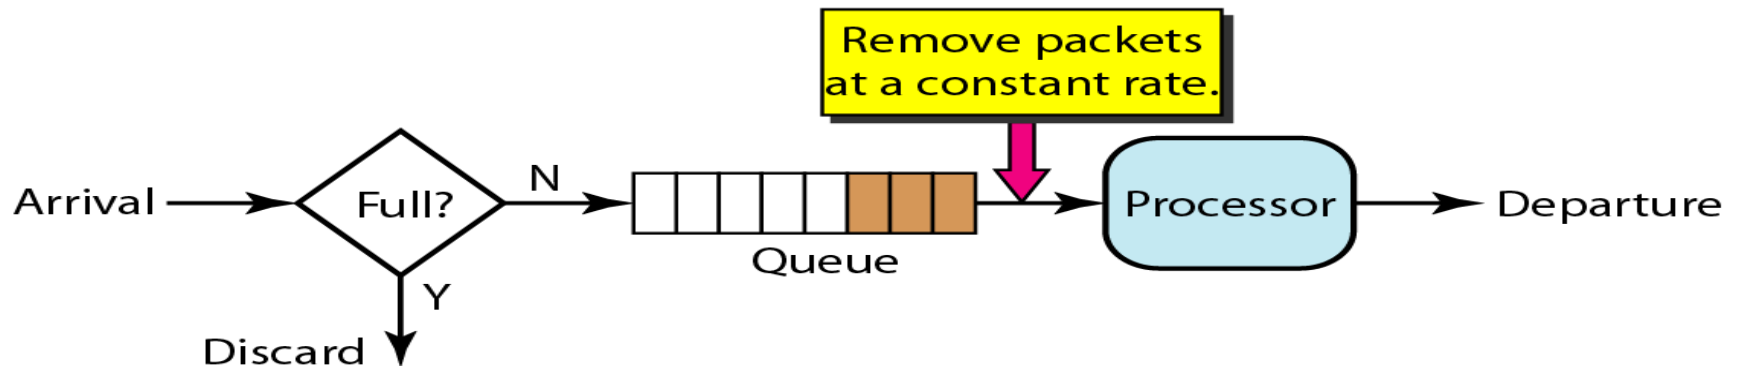 Remove packets
at a constant rate.
Arrival
Full?
N
Y
Discard
Queue
Processor
Departure